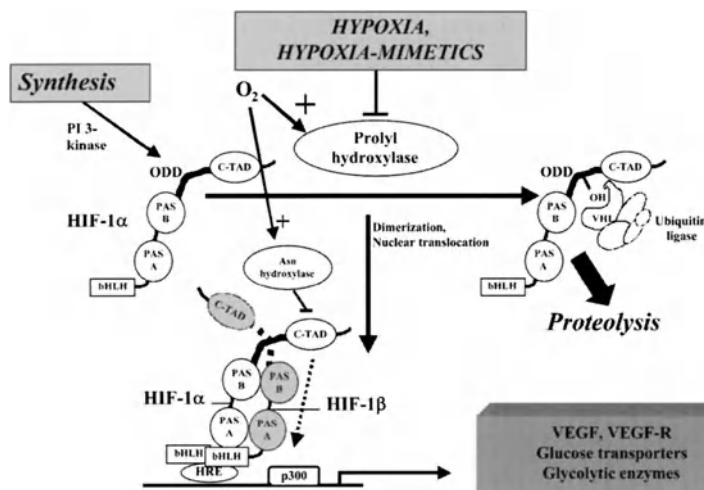 HYPOXIA,
HYPOXIA-MIMETICS
Synthesis
O2
+
PI 3-
kinase
Prolyl
hydroxylase
ODD
C-TAD
PAS
B
HIF-1α
PAS
A
bHLH
ODD
C-TAD
OH
PAS
B
VHL
Ubiquitin
ligase
PAS
A
bHLH
Proteolysis
+
Dimerization,
Nuclear translocation
Asn
hydroxylase
C-TAD
C-TAD
PAS
B
PAS
B
HIF-1α
HIF-1β
PAS
A
PAS
A
bHLH
bHLH
HRE
p300
VEGF, VEGF-R
Glucose transporters
Glycolytic enzymes